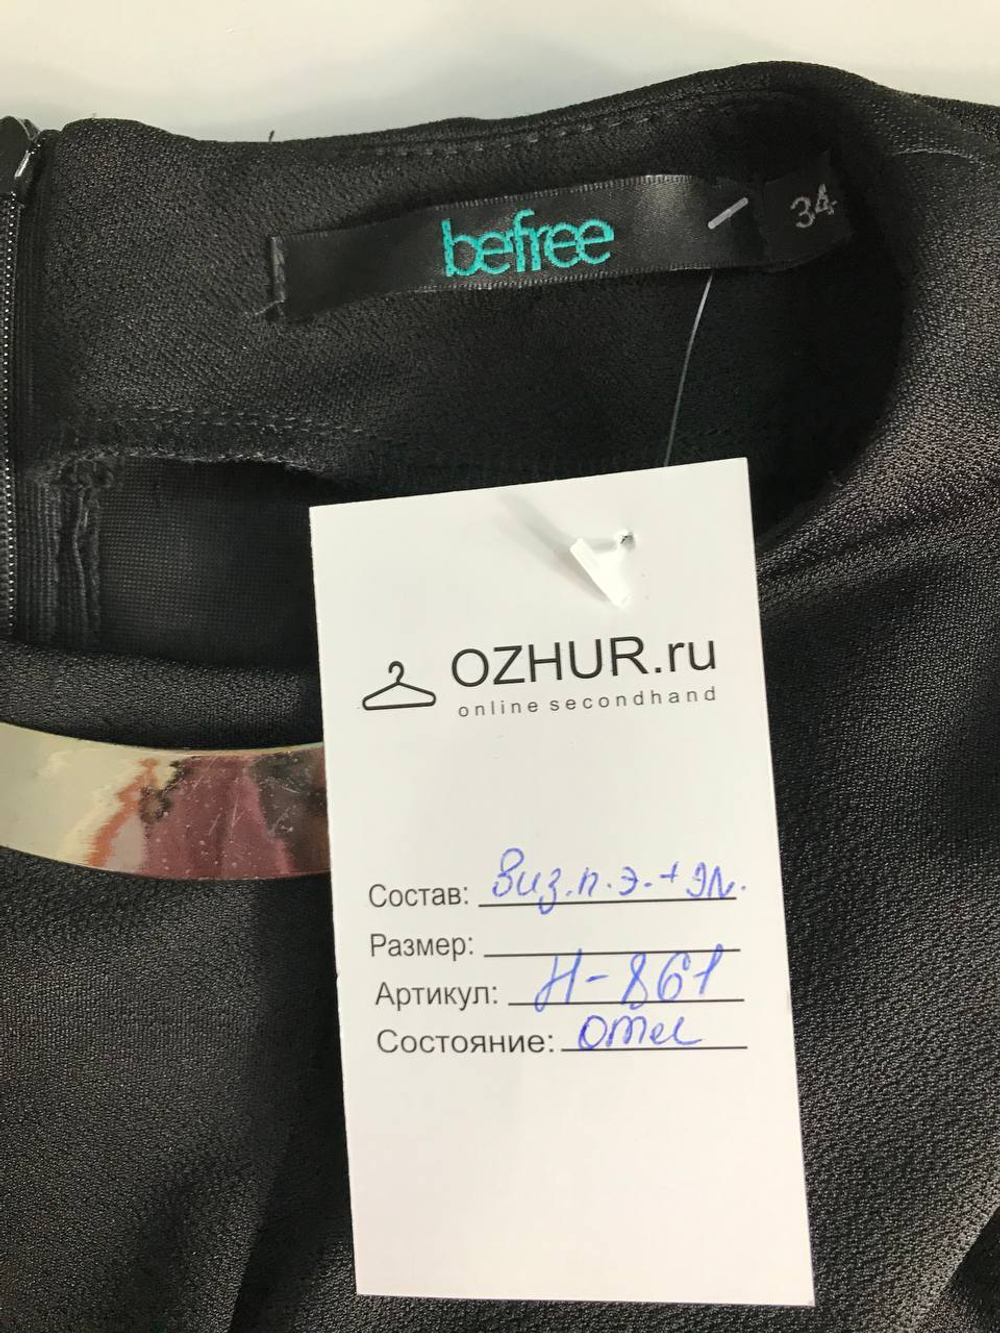 befree
34
OZHUR.ru
online secondhand
Состав: Виз.п.э.+эл.
Размер:
Артикул: Н-861
Состояние: отл